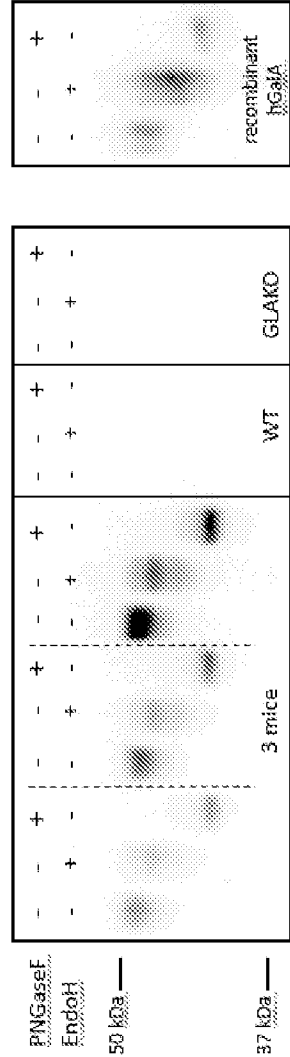 PNGaseF - - + - - + - - + - - + - - + - - +
EndoH - + - - + - - + - - + - - + - - + -
50 kDa
37 kDa
3 mice
WT
GLAKO
recombinant
hGalA